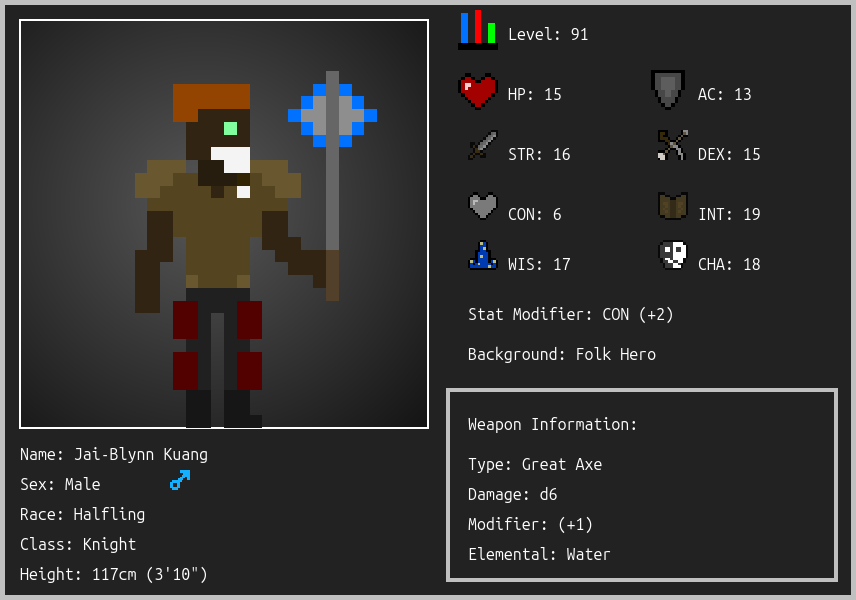 Level: 91
HP: 15
AC: 13
STR: 16
DEX: 15
CON: 6
INT: 19
WIS: 17
CHA: 18
Stat Modifier: CON (+2)
Background: Folk Hero
Weapon Information:
Type: Great Axe
Damage: d6
Modifier: (+1)
Elemental: Water
Name: Jai-Blynn Kuang
Sex: Male
Race: Halfling
Class: Knight
Height: 117cm (3'10")